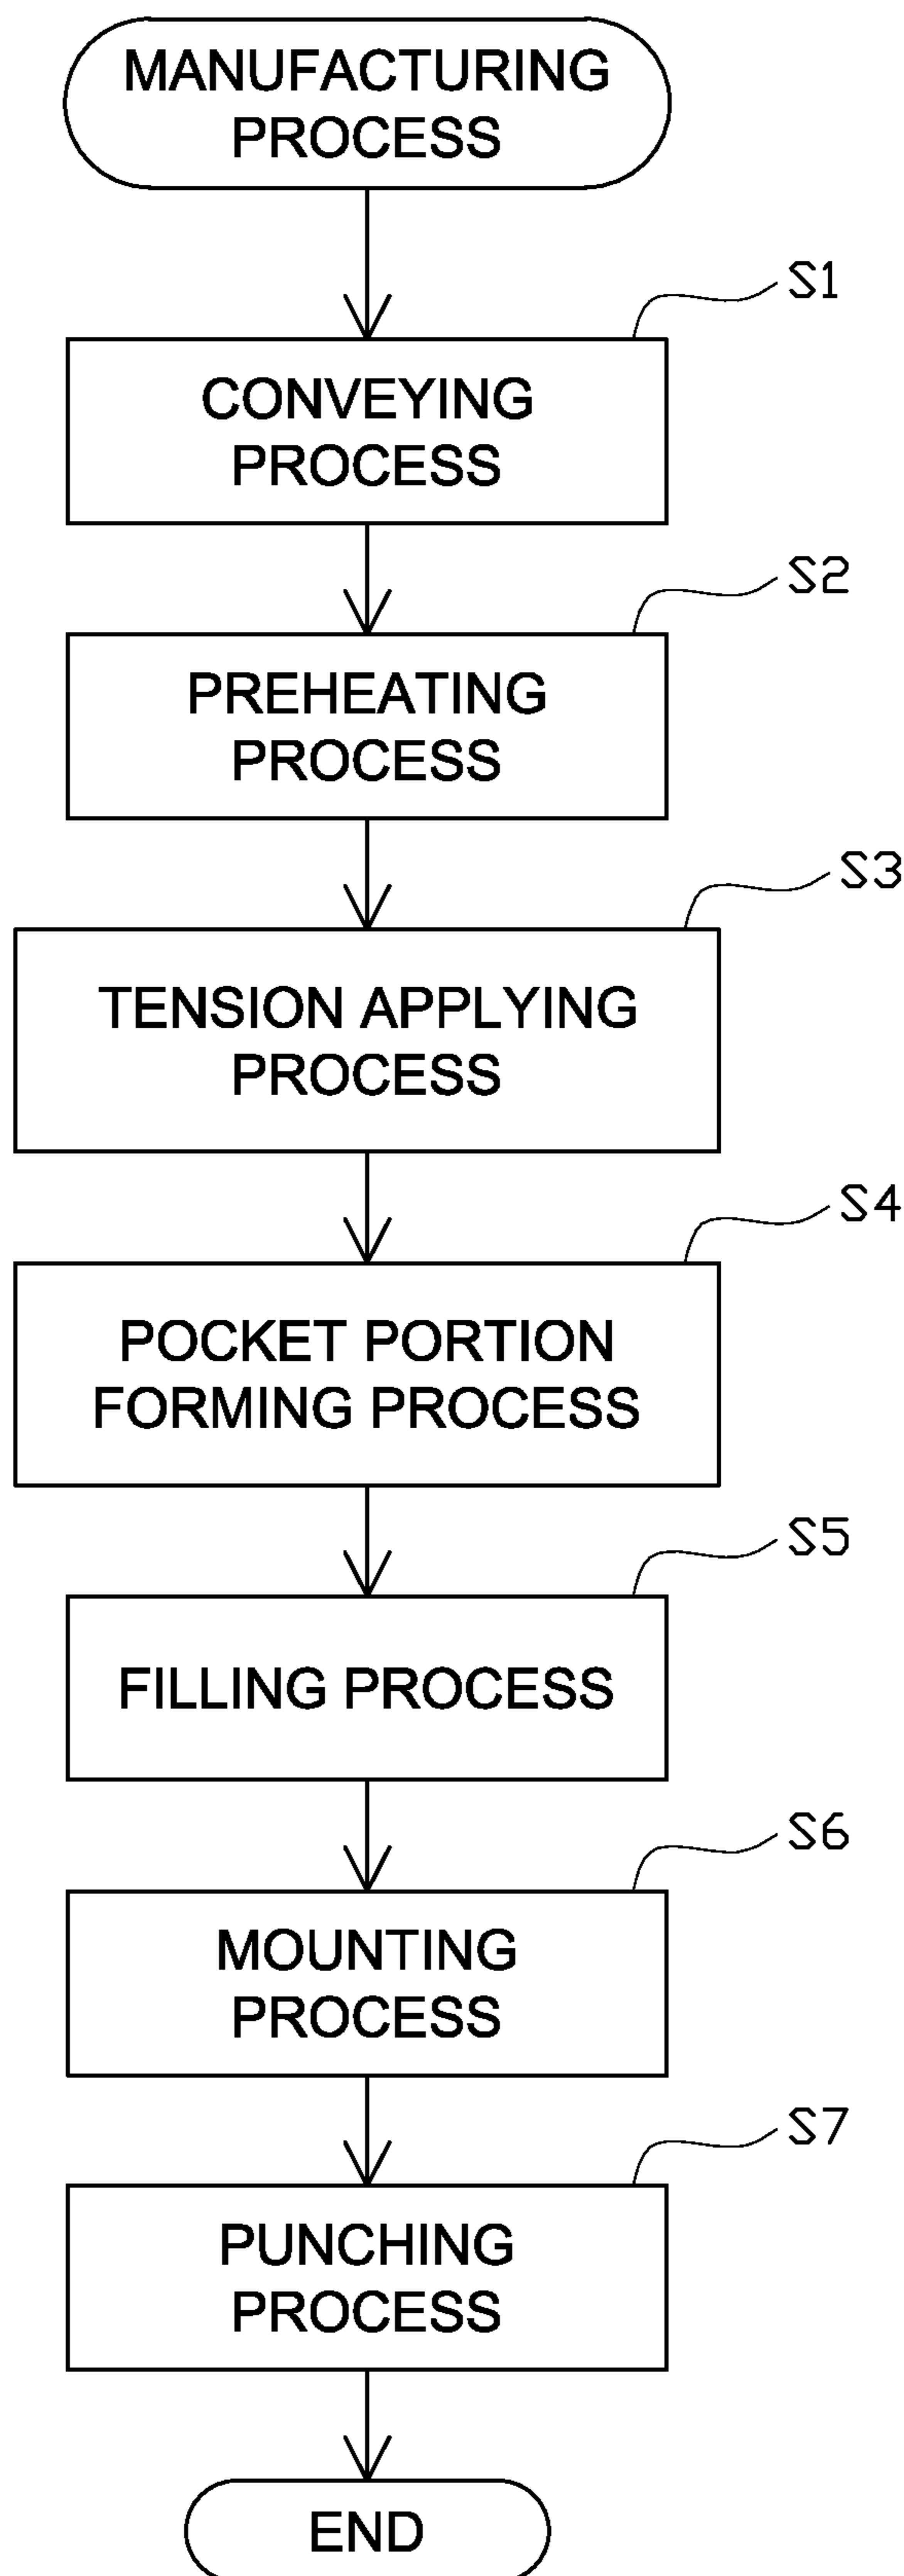 MANUFACTURING
PROCESS
S1
CONVEYING
PROCESS
S2
PREHEATING
PROCESS
S3
TENSION APPLYING
PROCESS
S4
POCKET PORTION
FORMING PROCESS
S5
FILLING PROCESS
S6
MOUNTING
PROCESS
S7
PUNCHING
PROCESS
END